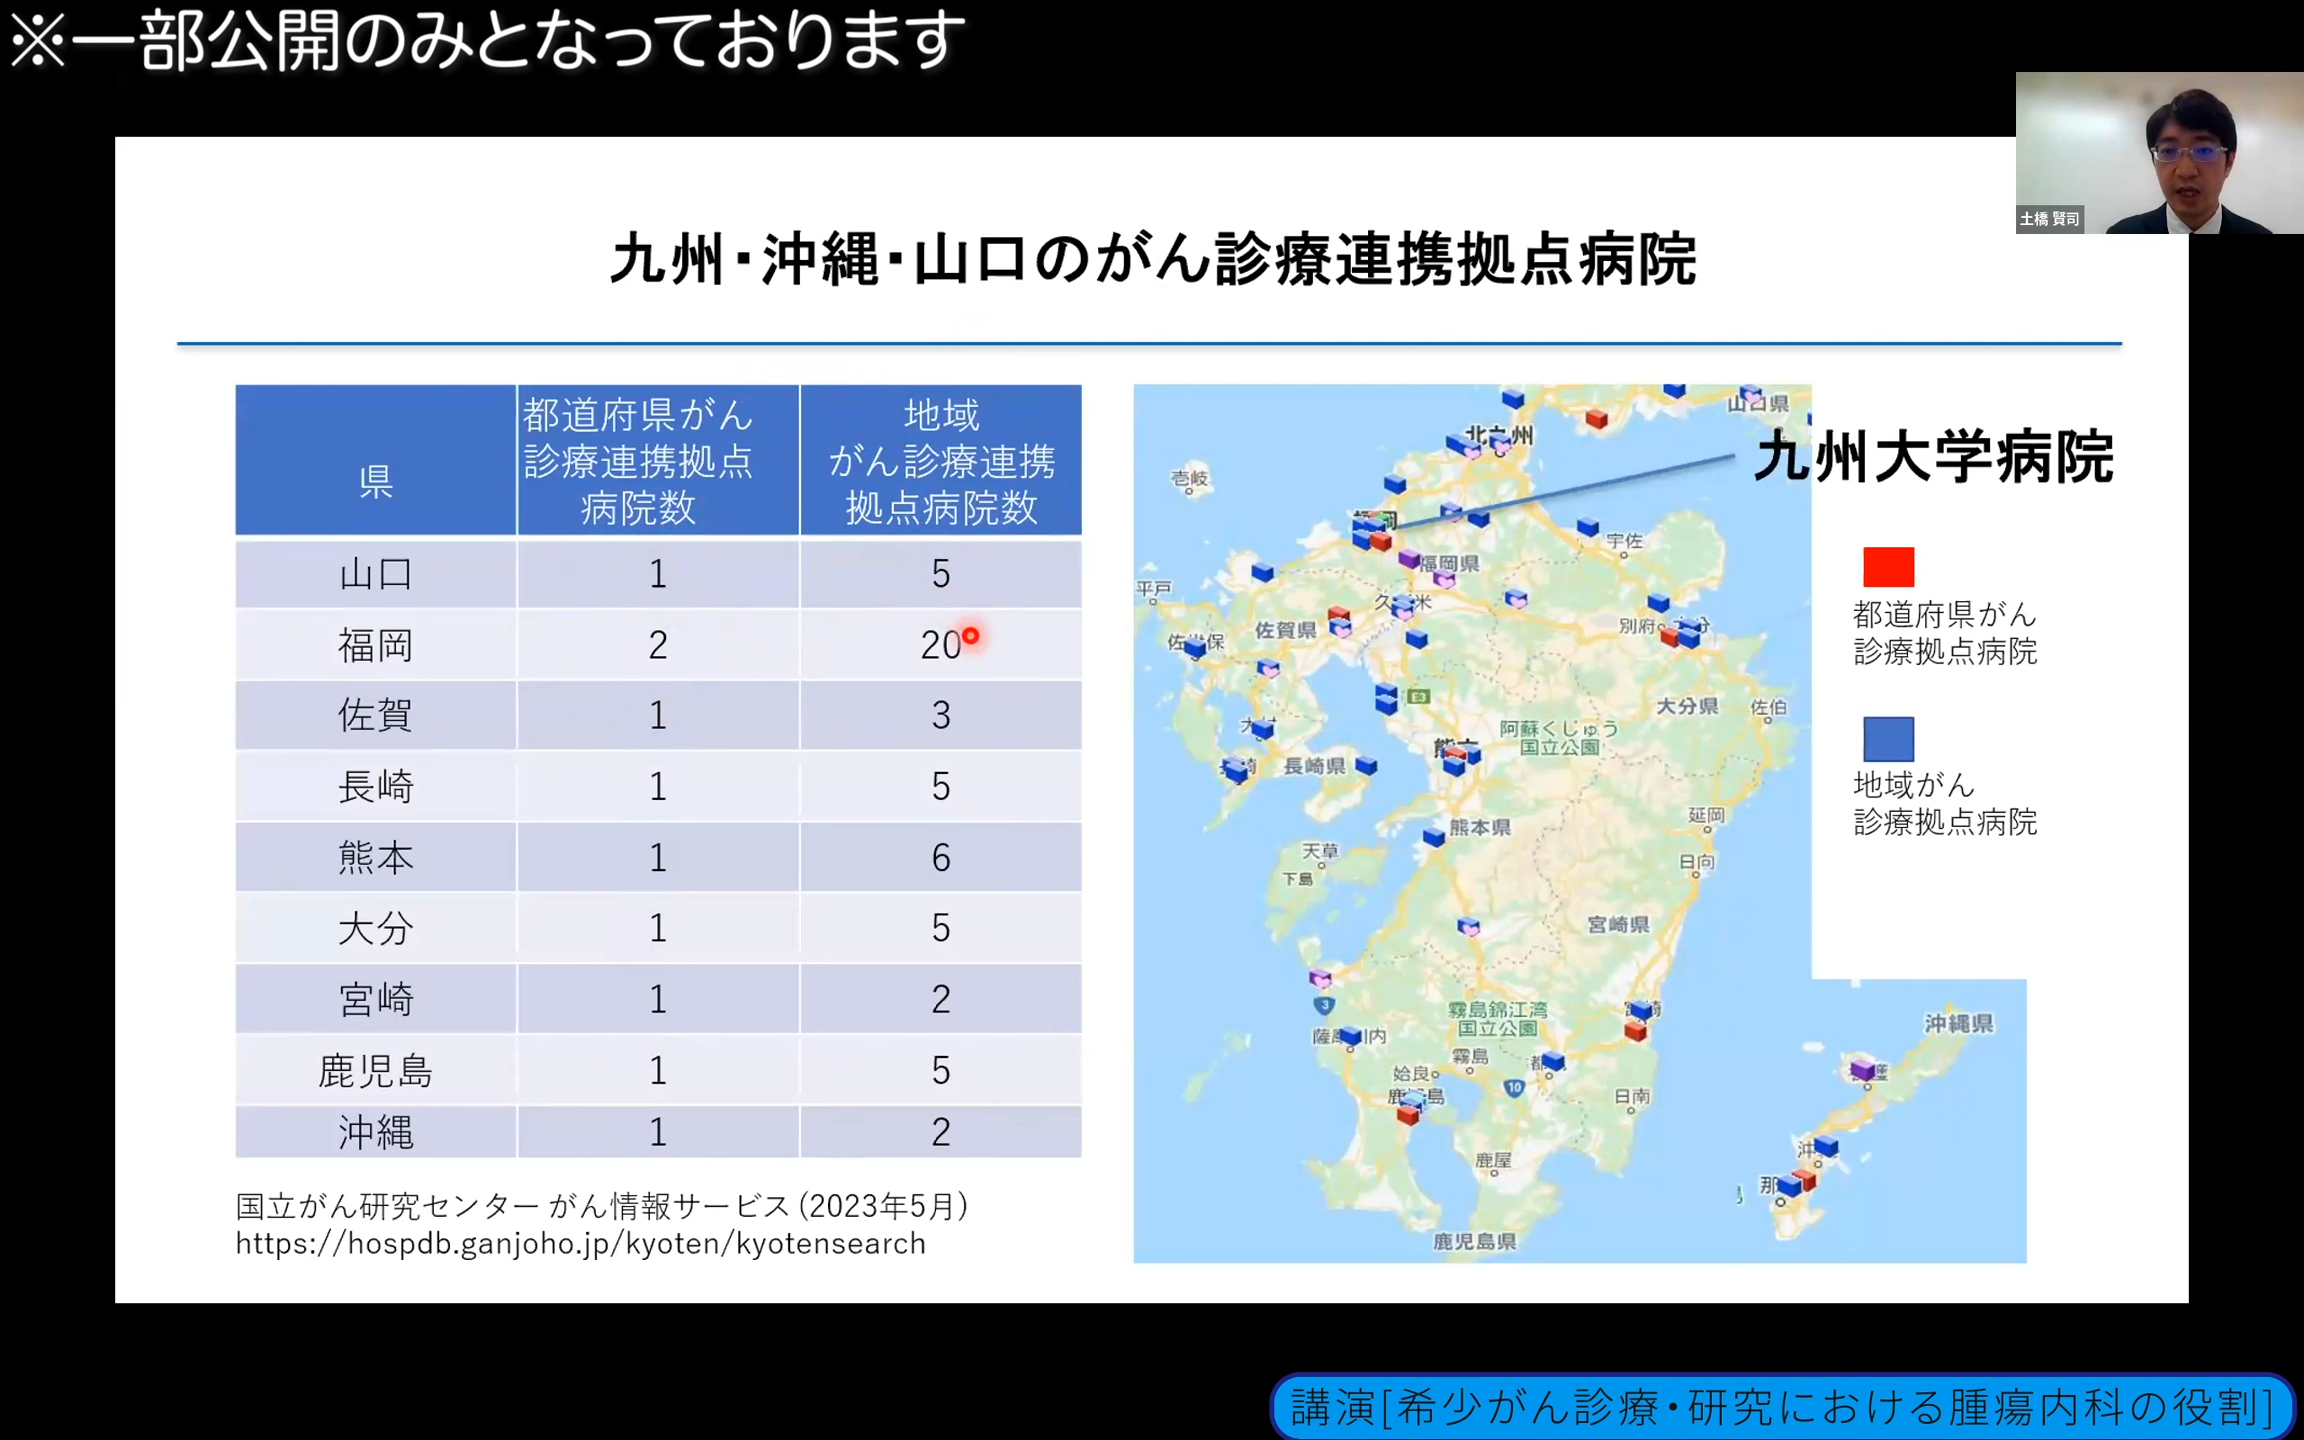 ※一部公開のみとなっております
土橋 賢司
九州・沖縄・山口のがん診療連携拠点病院
県
都道府県がん
診療連携拠点
病院数
地域
がん診療連携
拠点病院数
山口 1 5
福岡 2 20
佐賀 1 3
長崎 1 5
熊本 1 6
大分 1 5
宮崎 1 2
鹿児島 1 5
沖縄 1 2
国立がん研究センター がん情報サービス (2023年5月)
https://hospdb.ganjoho.jp/kyoten/kyotensearch
山口県
壱岐
宇佐
福岡県
平戸
佐賀県
別府
E3
大分県
佐伯
阿蘇くじゅう
国立公園
長崎県
延岡
熊本県
天草
下島
日向
宮崎県
3
霧島錦江湾
国立公園
霧島
姶良
10
日南
鹿屋
鹿児島県
沖縄県
九州大学病院
都道府県がん
診療拠点病院
地域がん
診療拠点病院
講演[希少がん診療・研究における腫瘍内科の役割]